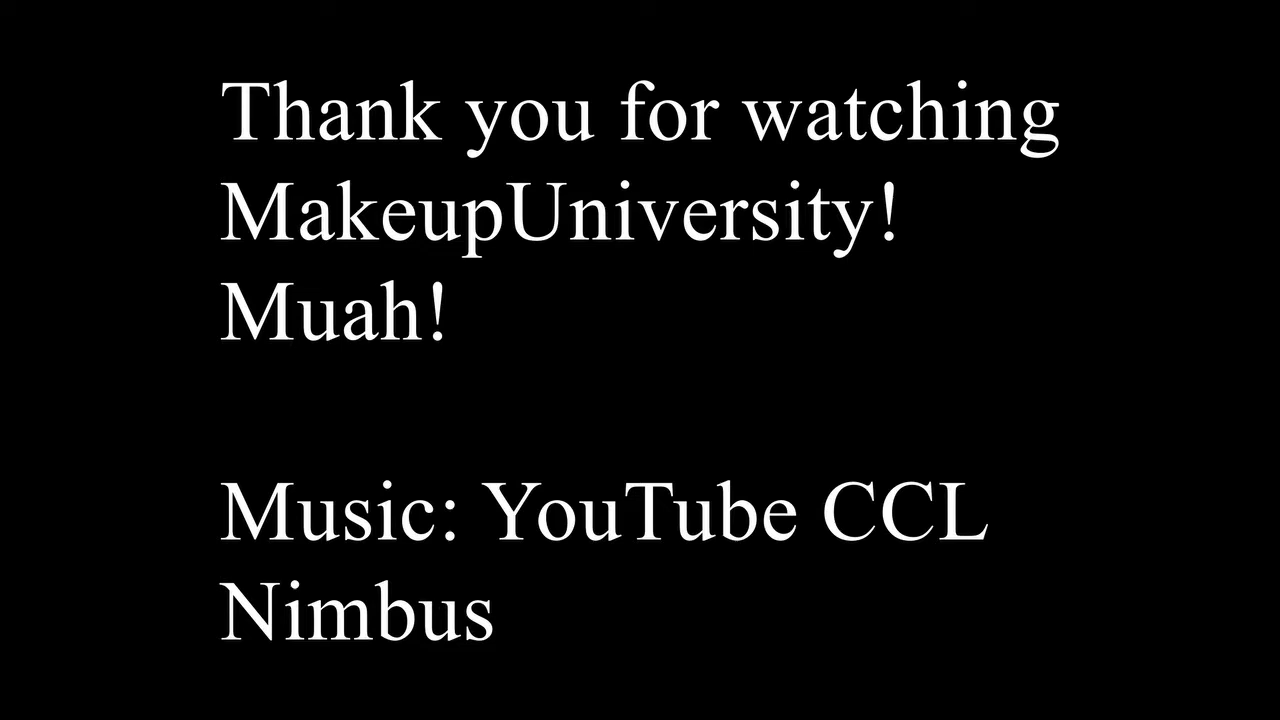 Thank you for watching
MakeupUniversity!
Muah!
Music: YouTube CCL
Nimbus